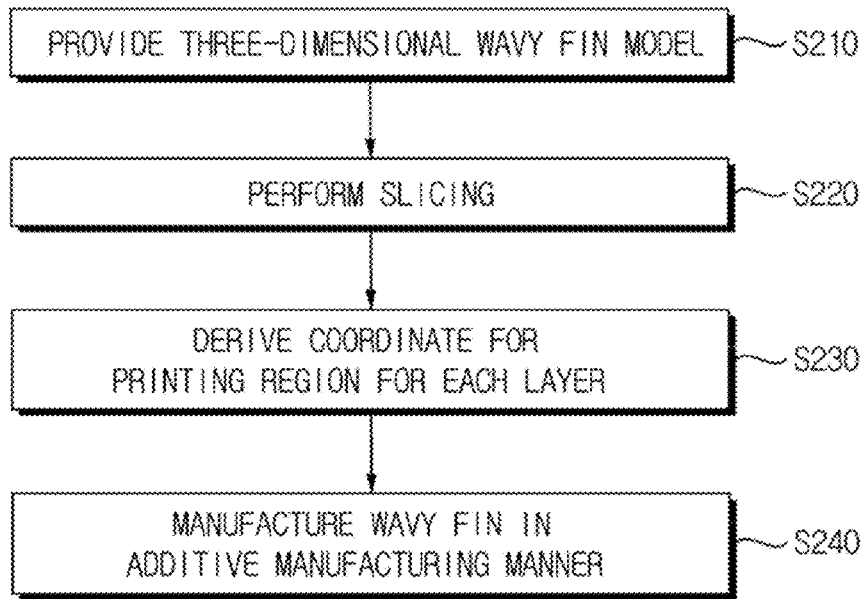 PROVIDE THREE-DIMENSIONAL WAVY FIN MODEL
S210
PERFORM SLICING
S220
DERIVE COORDINATE FOR
PRINTING REGION FOR EACH LAYER
S230
MANUFACTURE WAVY FIN IN
ADDITIVE MANUFACTURING MANNER
S240